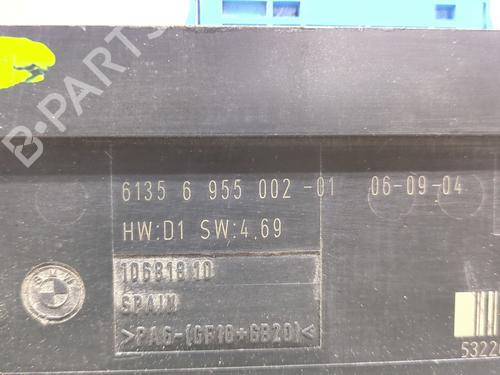 B-PARTS
6135 6 955 002-01 06-09-04
HW:D1 SW:4.69
10681810
SPAIN
>PA6-(GF10+GB20)<
BMW